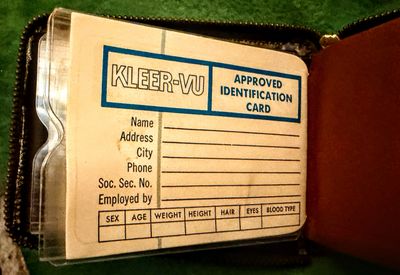 KLEER-VU
APPROVED
IDENTIFICATION
CARD
Name
Address
City
Phone
Soc. Sec. No.
Employed by
SEX AGE WEIGHT HEIGHT HAIR EYES BLOOD TYPE